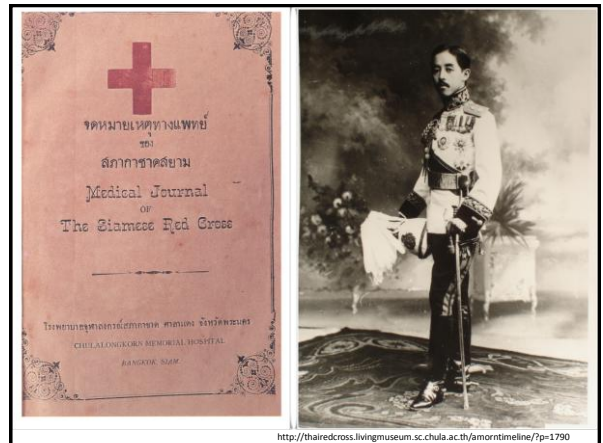 จดหมายเหตุทางแพทย์
ของ
สภากาชาดสยาม
Medical Journal
OF
The Siamese Red Cross
โรงพยาบาลจุฬาลงกรณ์สภากาชาด ศาลาแดง จังหวัดพระนคร
CHULALONGKORN MEMORIAL HOSPITAL
BANGKOK, SIAM.
http://thairedcross.livingmuseum.sc.chula.ac.th/amorntimeline/?p=1790